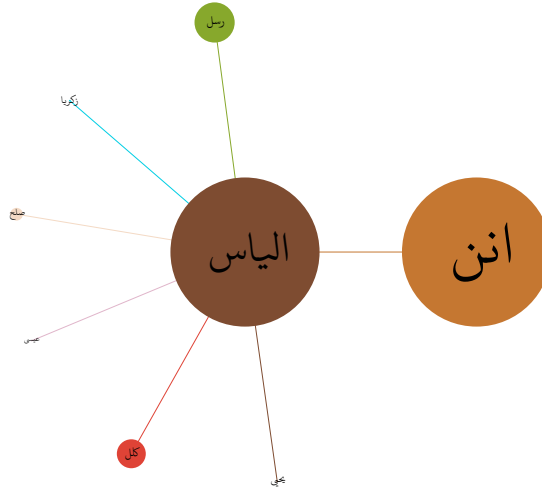 رسل
زكريا
صلح
الياس
انن
عيسى
كلل
يحيى